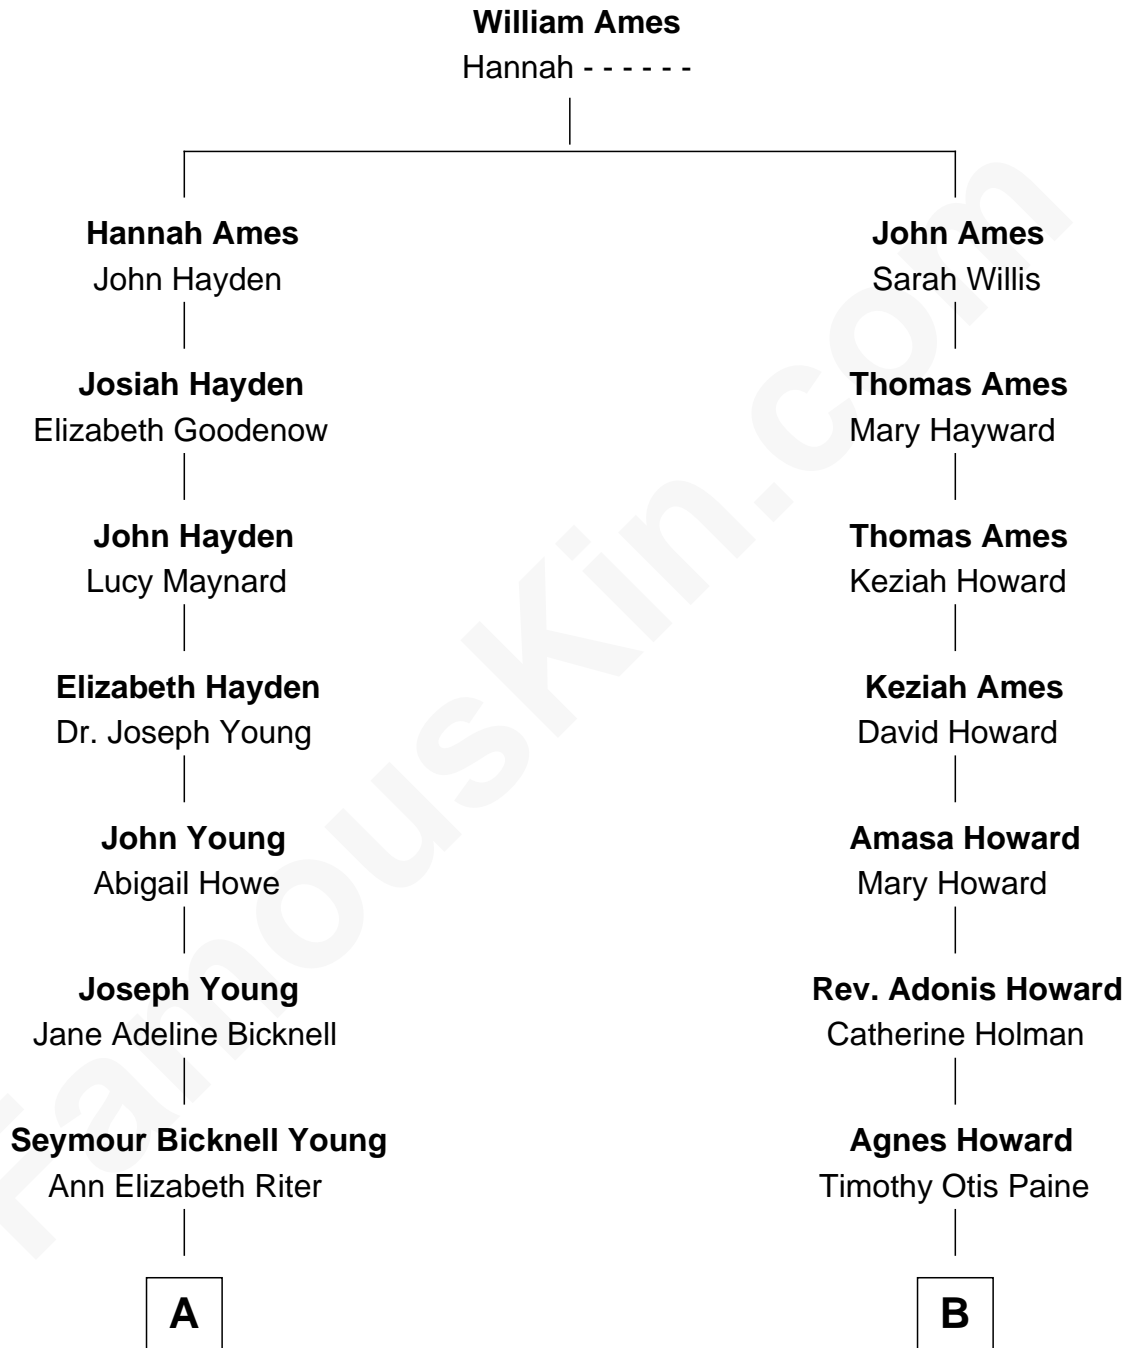 William Ames
Hannah - - - - - -
Hannah Ames
John Hayden
John Ames
Sarah Willis
Josiah Hayden
Elizabeth Goodenow
Thomas Ames
Mary Hayward
John Hayden
Lucy Maynard
Thomas Ames
Keziah Howard
Elizabeth Hayden
Dr. Joseph Young
Keziah Ames
David Howard
John Young
Abigail Howe
Amasa Howard
Mary Howard
Joseph Young
Jane Adeline Bicknell
Rev. Adonis Howard
Catherine Holman
Seymour Bicknell Young
Ann Elizabeth Riter
Agnes Howard
Timothy Otis Paine
A
B
FamousKin.com